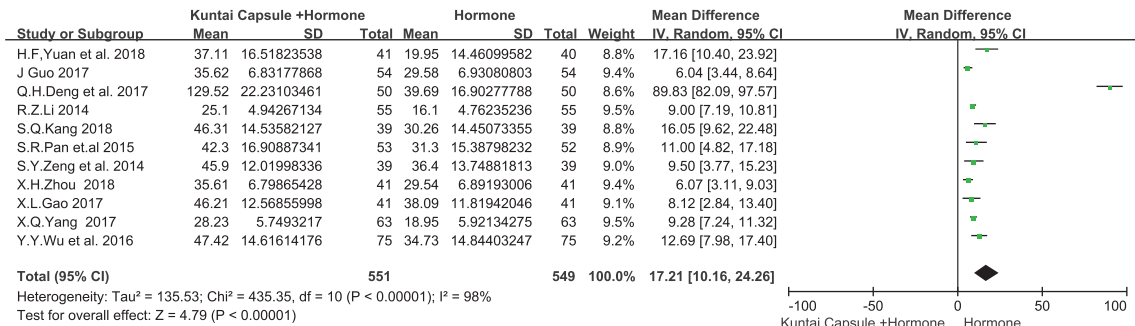 Kuntai Capsule +Hormone Hormone Mean Difference Mean Difference
Study or Subgroup Mean SD Total Mean SD Total Weight IV. Random. 95% CI IV. Random. 95% CI
H.F,Yuan et al. 2018 37.11 16.51823538 41 19.95 14.46099582 40 8.8% 17.16 [10.40, 23.92]
J Guo 2017 35.62 6.83177868 54 29.58 6.93080803 54 9.4% 6.04 [3.44, 8.64]
Q.H.Deng et al. 2017 129.52 22.23103461 50 39.69 16.90277788 50 8.6% 89.83 [82.09, 97.57]
R.Z.Li 2014 25.1 4.94267134 55 16.1 4.76235236 55 9.5% 9.00 [7.19, 10.81]
S.Q.Kang 2018 46.31 14.53582127 39 30.26 14.45073355 39 8.8% 16.05 [9.62, 22.48]
S.R.Pan et.al 2015 42.3 16.90887341 53 31.3 15.38798232 52 8.9% 11.00 [4.82, 17.18]
S.Y.Zeng et al. 2014 45.9 12.01998336 39 36.4 13.74881813 39 9.0% 9.50 [3.77, 15.23]
X.H.Zhou 2018 35.61 6.79865428 41 29.54 6.89193006 41 9.4% 6.07 [3.11, 9.03]
X.L.Gao 2017 46.21 12.56855998 41 38.09 11.81942046 41 9.1% 8.12 [2.84, 13.40]
X.Q.Yang 2017 28.23 5.7493217 63 18.95 5.92134275 63 9.5% 9.28 [7.24, 11.32]
Y.Y.Wu et al. 2016 47.42 14.61614176 75 34.73 14.84403247 75 9.2% 12.69 [7.98, 17.40]
Total (95% CI) 551 549 100.0% 17.21 [10.16, 24.26]
Heterogeneity: Tau² = 135.53; Chi² = 435.35, df = 10 (P < 0.00001); I² = 98%
Test for overall effect: Z = 4.79 (P < 0.00001)
-100 -50 0 50 100
Kuntai Capsule +Hormone Hormone